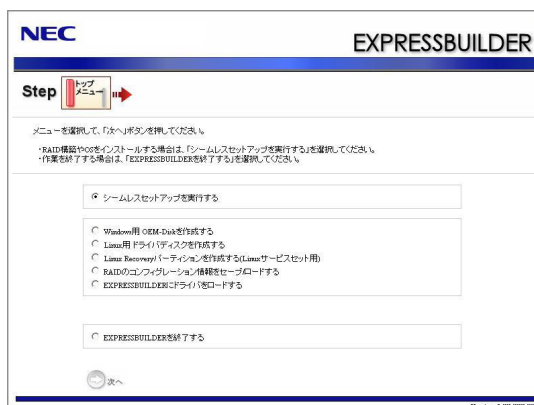 NEC
EXPRESSBUILDER
Step
トップ
メニュー
メニューを選択して、「次へ」ボタンを押してください。
・RAID構築やOSをインストールする場合は、「シームレスセットアップを実行する」を選択してください。
・作業を終了する場合は、「EXPRESSBUILDERを終了する」を選択してください。
シームレスセットアップを実行する
Windows用 OEM-Diskを作成する
Linux用 ドライバディスクを作成する
Linux Recoveryパーティションを作成する(Linuxサービスセット用)
RAIDのコンフィグレーション情報をセーブ/ロードする
EXPRESSBUILDERにドライバをロードする
EXPRESSBUILDERを終了する
次へ